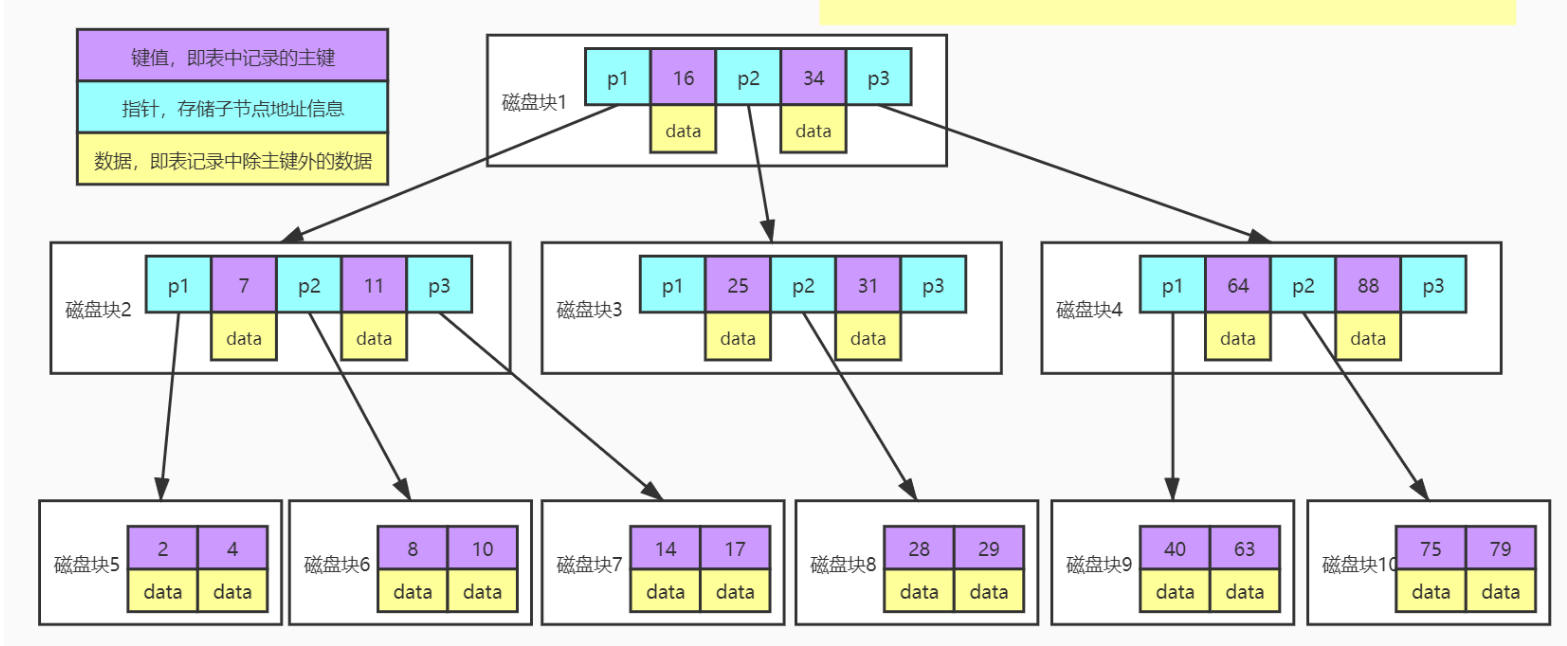 键值，即表中记录的主键
指针，存储子节点地址信息
数据，即表记录中除主键外的数据
磁盘块1
p1 16 p2 34 p3
data data
磁盘块2
p1 7 p2 11 p3
data data
磁盘块3
p1 25 p2 31 p3
data data
磁盘块4
p1 64 p2 88 p3
data data
磁盘块5
2 4
data data
磁盘块6
8 10
data data
磁盘块7
14 17
data data
磁盘块8
28 29
data data
磁盘块9
40 63
data data
磁盘块10
75 79
data data